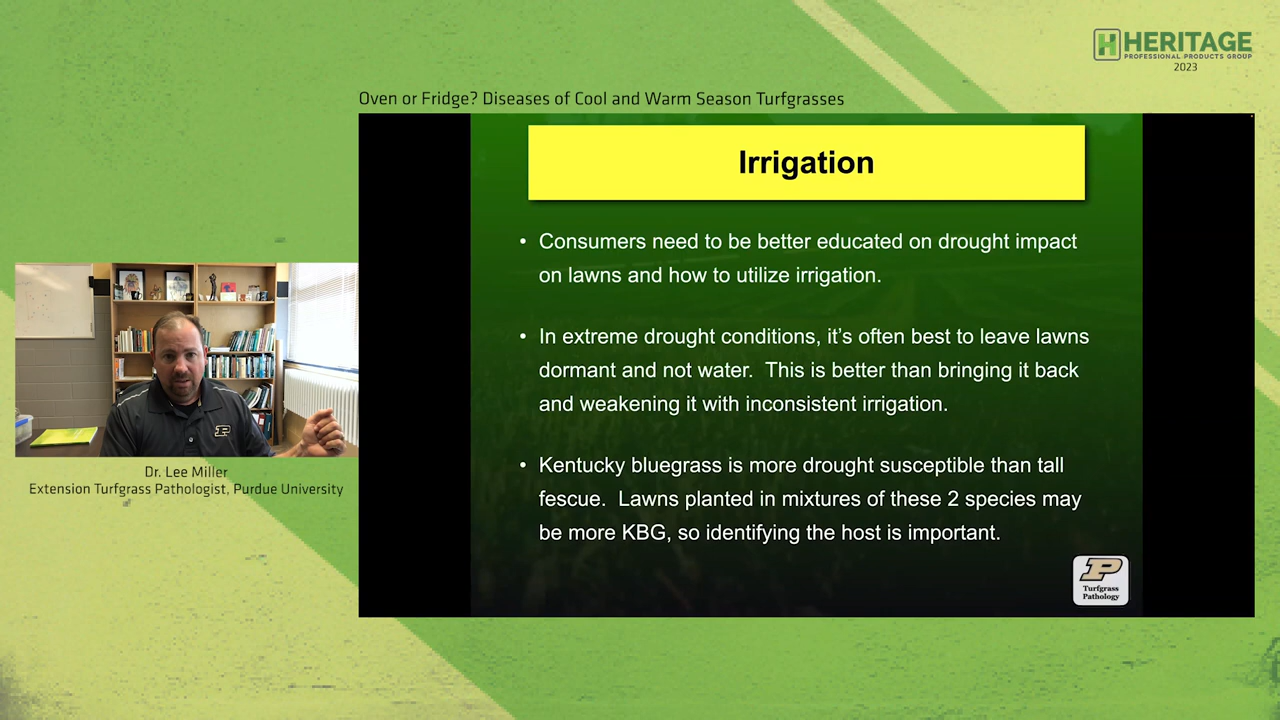 HERITAGE
PROFESSIONAL PRODUCTS GROUP
2023
Oven or Fridge? Diseases of Cool and Warm Season Turfgrasses
Irrigation
• Consumers need to be better educated on drought impact
on lawns and how to utilize irrigation.
• In extreme drought conditions, it's often best to leave lawns
dormant and not water. This is better than bringing it back
and weakening it with inconsistent irrigation.
• Kentucky bluegrass is more drought susceptible than tall
fescue. Lawns planted in mixtures of these 2 species may
be more KBG, so identifying the host is important.
P
Turfgrass
Pathology
P
Dr. Lee Miller
Extension Turfgrass Pathologist, Purdue University